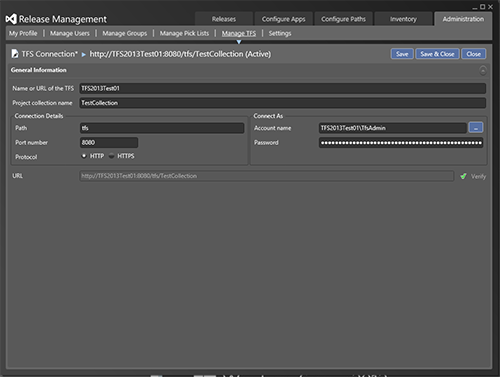 Release Management
Releases
Configure Apps
Configure Paths
Inventory
Administration
My Profile
Manage Users
Manage Groups
Manage Pick Lists
Manage TFS
Settings
TFS Connection* ▸ http://TFS2013Test01:8080/tfs/TestCollection (Active)
Save
Save & Close
Close
General Information
Name or URL of the TFS TFS2013Test01
Project collection name TestCollection
Connection Details
Connect As
Path tfs
Account name TFS2013Test01\TfsAdmin ...
Port number 8080
Password
Protocol HTTP HTTPS
URL http://TFS2013Test01:8080/tfs/TestCollection Verify